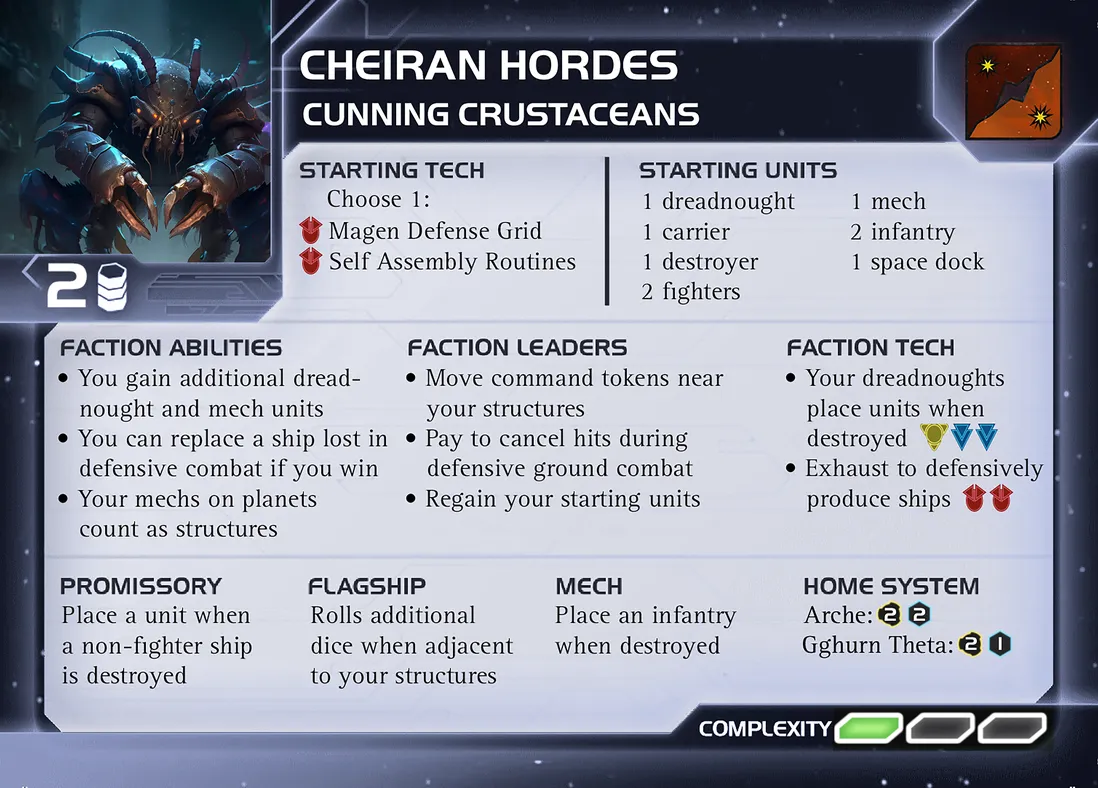 CHEIRAN HORDES
CUNNING CRUSTACEANS
2
STARTING TECH
Choose 1:
Magen Defense Grid
Self Assembly Routines
STARTING UNITS
1 dreadnought
1 carrier
1 destroyer
2 fighters
1 mech
2 infantry
1 space dock
FACTION ABILITIES
• You gain additional dread-
nought and mech units
• You can replace a ship lost in
defensive combat if you win
• Your mechs on planets
count as structures
FACTION LEADERS
• Move command tokens near
your structures
• Pay to cancel hits during
defensive ground combat
• Regain your starting units
FACTION TECH
• Your dreadnoughts
place units when
destroyed
• Exhaust to defensively
produce ships
PROMISSORY
Place a unit when
a non-fighter ship
is destroyed
FLAGSHIP
Rolls additional
dice when adjacent
to your structures
MECH
Place an infantry
when destroyed
HOME SYSTEM
Arche: 2 2
Gghurn Theta: 2 1
COMPLEXITY